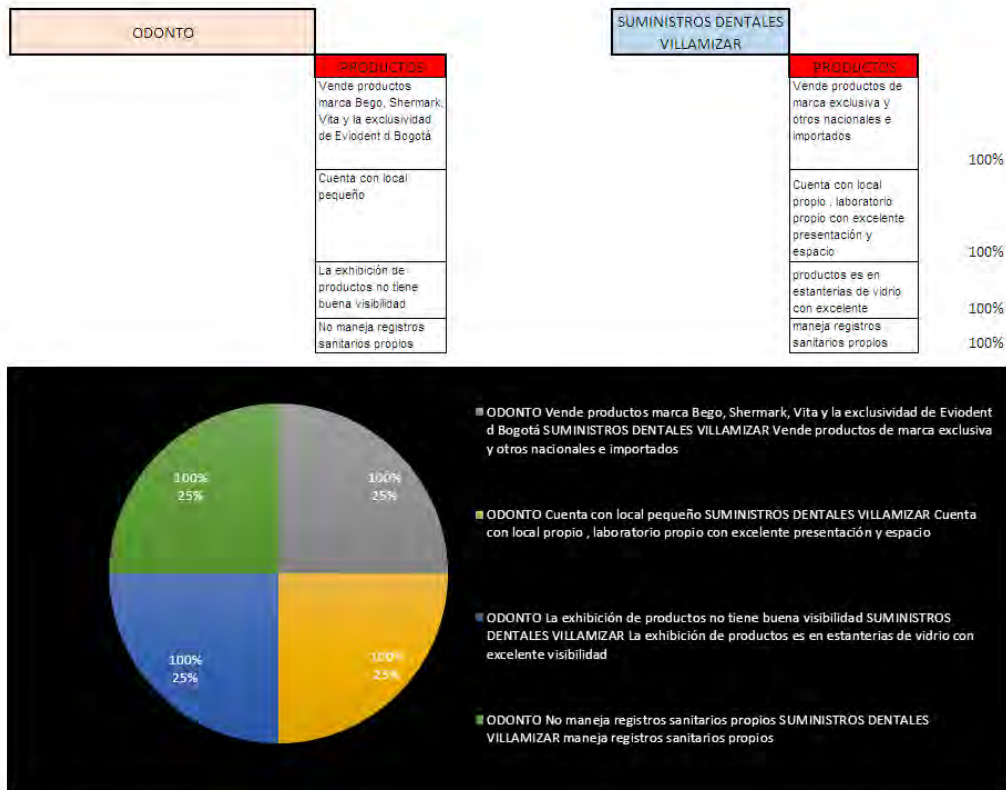 ODONTO
SUMINISTROS DENTALES
VILLAMIZAR
PRODUCTOS
PRODUCTOS
Vende productos
marca Bego, Shermark,
Vita y la exclusividad
de Eviodent d Bogotá
Vende productos de
marca exclusiva y
otros nacionales e
importados
100%
Cuenta con local
pequeño
Cuenta con local
propio , laboratorio
propio con excelente
presentación y
espacio
100%
La exhibición de
productos no tiene
buena visibilidad
productos es en
estanterias de vidrio
con excelente
100%
No maneja registros
sanitarios propios
maneja registros
sanitarios propios
100%
100%
25%
100%
25%
100%
25%
100%
25%
ODONTO Vende productos marca Bego, Shermark, Vita y la exclusividad de Eviodent
d Bogotá SUMINISTROS DENTALES VILLAMIZAR Vende productos de marca exclusiva
y otros nacionales e importados
ODONTO Cuenta con local pequeño SUMINISTROS DENTALES VILLAMIZAR Cuenta
con local propio , laboratorio propio con excelente presentación y espacio
ODONTO La exhibición de productos no tiene buena visibilidad SUMINISTROS
DENTALES VILLAMIZAR La exhibición de productos es en estanterias de vidrio con
excelente visibilidad
ODONTO No maneja registros sanitarios propios SUMINISTROS DENTALES
VILLAMIZAR maneja registros sanitarios propios